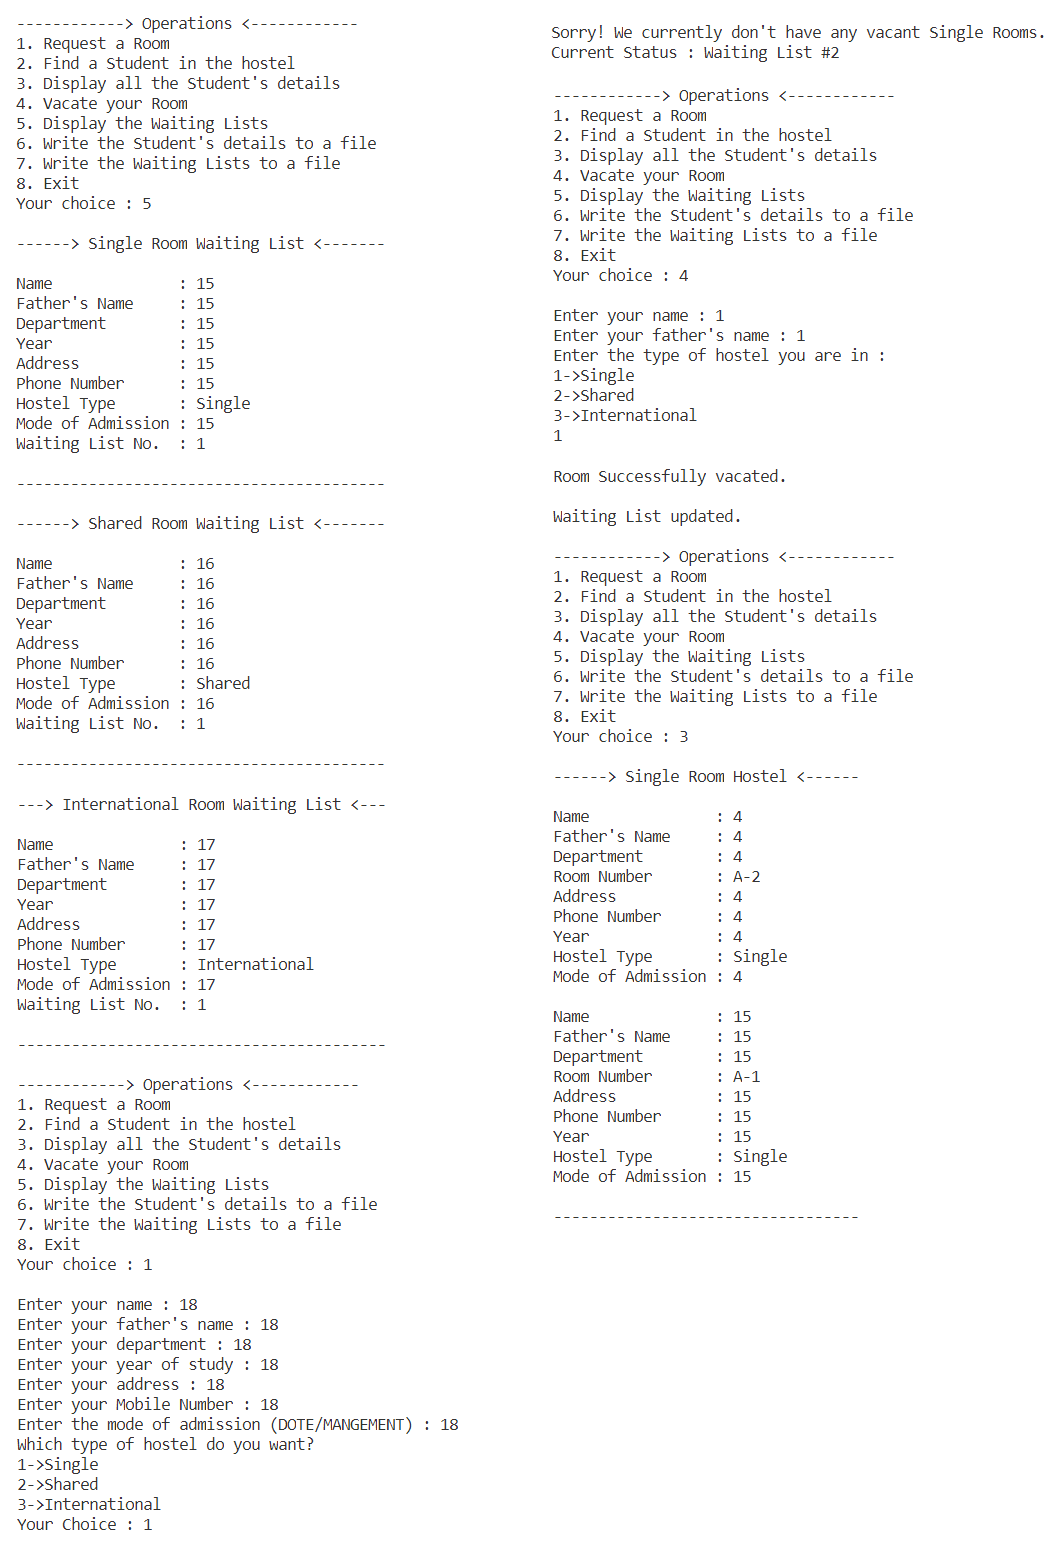 ------------> Operations <------------
1. Request a Room
2. Find a Student in the hostel
3. Display all the Student's details
4. Vacate your Room
5. Display the Waiting Lists
6. Write the Student's details to a file
7. Write the Waiting Lists to a file
8. Exit
Your choice : 5
------> Single Room Waiting List <-------
Name              : 15
Father's Name     : 15
Department        : 15
Year              : 15
Address           : 15
Phone Number      : 15
Hostel Type       : Single
Mode of Admission : 15
Waiting List No.  : 1
-----------------------------------------
------> Shared Room Waiting List <-------
Name              : 16
Father's Name     : 16
Department        : 16
Year              : 16
Address           : 16
Phone Number      : 16
Hostel Type       : Shared
Mode of Admission : 16
Waiting List No.  : 1
-----------------------------------------
---> International Room Waiting List <---
Name              : 17
Father's Name     : 17
Department        : 17
Year              : 17
Address           : 17
Phone Number      : 17
Hostel Type       : International
Mode of Admission : 17
Waiting List No.  : 1
-----------------------------------------
------------> Operations <------------
1. Request a Room
2. Find a Student in the hostel
3. Display all the Student's details
4. Vacate your Room
5. Display the Waiting Lists
6. Write the Student's details to a file
7. Write the Waiting Lists to a file
8. Exit
Your choice : 1
Enter your name : 18
Enter your father's name : 18
Enter your department : 18
Enter your year of study : 18
Enter your address : 18
Enter your Mobile Number : 18
Enter the mode of admission (DOTE/MANGEMENT) : 18
Which type of hostel do you want?
1->Single
2->Shared
3->International
Your Choice : 1
Sorry! We currently don't have any vacant Single Rooms.
Current Status : Waiting List #2
------------> Operations <------------
1. Request a Room
2. Find a Student in the hostel
3. Display all the Student's details
4. Vacate your Room
5. Display the Waiting Lists
6. Write the Student's details to a file
7. Write the Waiting Lists to a file
8. Exit
Your choice : 4
Enter your name : 1
Enter your father's name : 1
Enter the type of hostel you are in :
1->Single
2->Shared
3->International
1
Room Successfully vacated.
Waiting List updated.
------------> Operations <------------
1. Request a Room
2. Find a Student in the hostel
3. Display all the Student's details
4. Vacate your Room
5. Display the Waiting Lists
6. Write the Student's details to a file
7. Write the Waiting Lists to a file
8. Exit
Your choice : 3
------> Single Room Hostel <------
Name              : 4
Father's Name     : 4
Department        : 4
Room Number       : A-2
Address           : 4
Phone Number      : 4
Year              : 4
Hostel Type       : Single
Mode of Admission : 4
Name              : 15
Father's Name     : 15
Department        : 15
Room Number       : A-1
Address           : 15
Phone Number      : 15
Year              : 15
Hostel Type       : Single
Mode of Admission : 15
----------------------------------